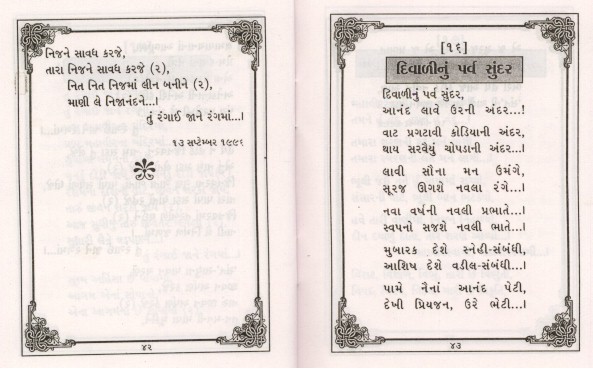 નિજને સાવધ કરજે,
તારા નિજને સાવધ કરજે (૨),
નિત નિત નિજમાં લીન બનીને (૨),
માણી લે નિજાનંદને...।
તું રંગાઈ જાને રંગમાં...।
૧૩ સપ્ટેમ્બર ૧૯૯૬
૪૨
[૧૬]
દિવાળીનું પર્વ સુંદર
દિવાળીનું પર્વ સુંદર,
આનંદ લાવે ઉરની અંદર...!
વાટ પ્રગટાવી કોડિયાની અંદર,
થાય સરવૈયું ચોપડાની અંદર...।
લાવી સૌના મન ઉમંગે,
સૂરજ ઊગશે નવલા રંગે...।
નવા વર્ષની નવલી પ્રભાતે...।
સ્વપનો સજશે નવલી ભાતે...।
મુબારક દેશે સ્નેહી-સંબંધી,
આશિષ દેશે વડીલ-સંબંધી...।
પામે નૈનાં આનંદ પેટી,
દેખી પ્રિયજન, ઉરે ભેટી...।
૪૩